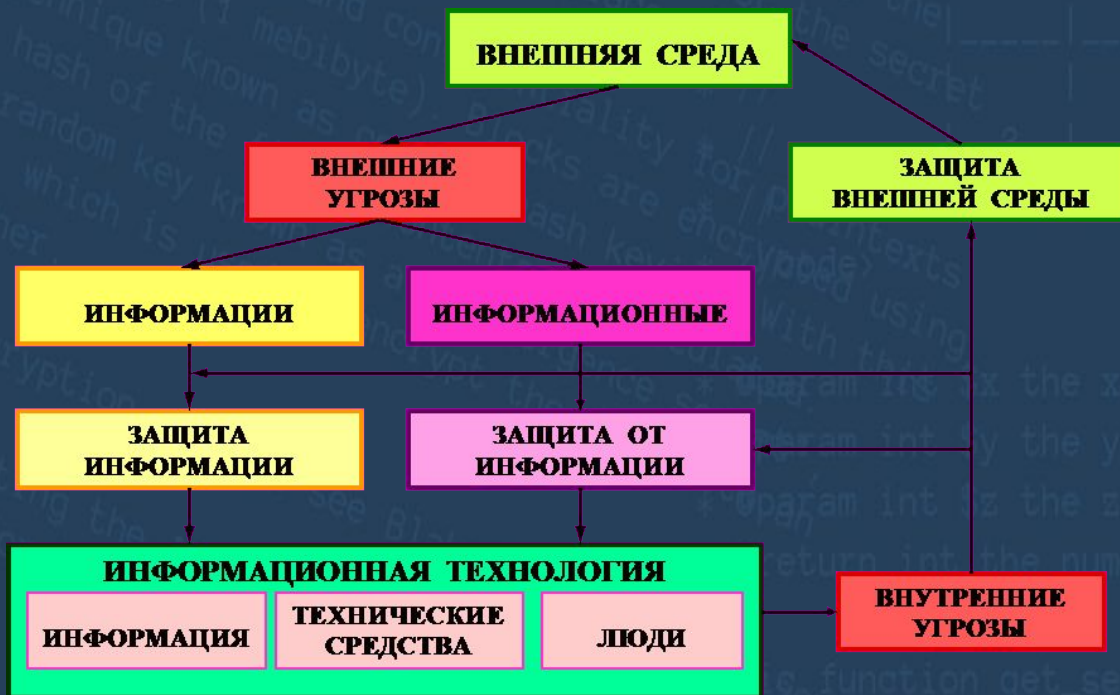 ВНЕШНЯЯ СРЕДА
ВНЕШНИЕ
УГРОЗЫ
ЗАЩИТА
ВНЕШНЕЙ СРЕДЫ
ИНФОРМАЦИИ
ИНФОРМАЦИОННЫЕ
ЗАЩИТА
ИНФОРМАЦИИ
ЗАЩИТА ОТ
ИНФОРМАЦИИ
ИНФОРМАЦИОННАЯ ТЕХНОЛОГИЯ
ИНФОРМАЦИЯ
ТЕХНИЧЕСКИЕ
СРЕДСТВА
ЛЮДИ
ВНУТРЕННИЕ
УГРОЗЫ